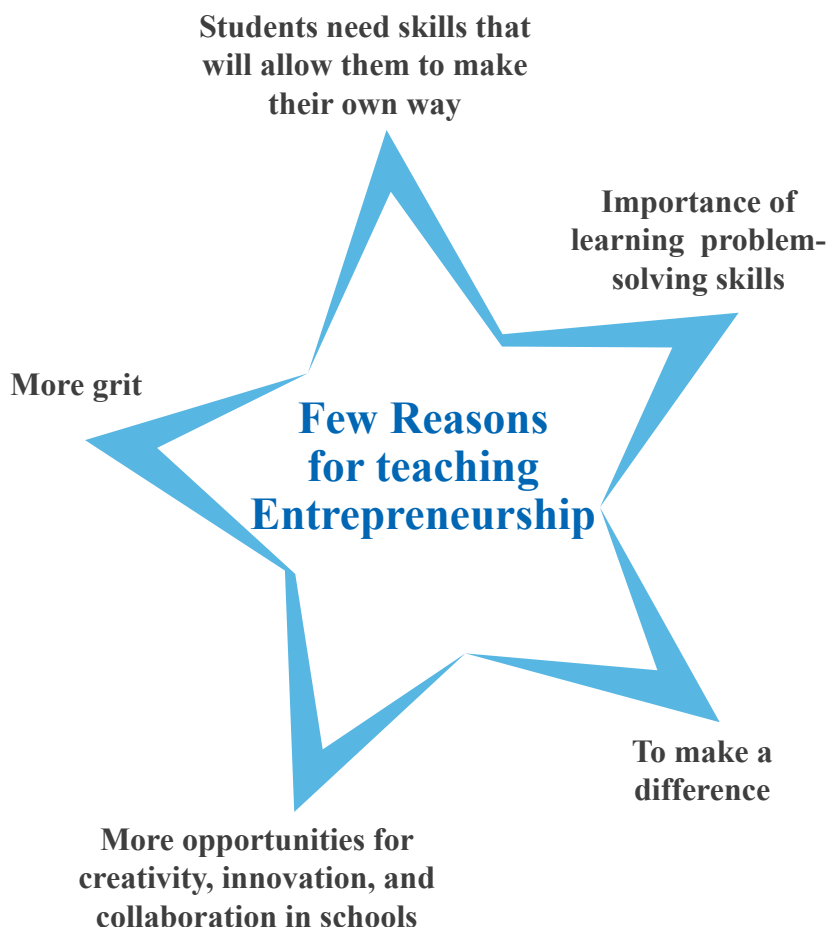 Students need skills that
will allow them to make
their own way
Importance of
learning problem-
solving skills
More grit
Few Reasons
for teaching
Entrepreneurship
To make a
difference
More opportunities for
creativity, innovation, and
collaboration in schools